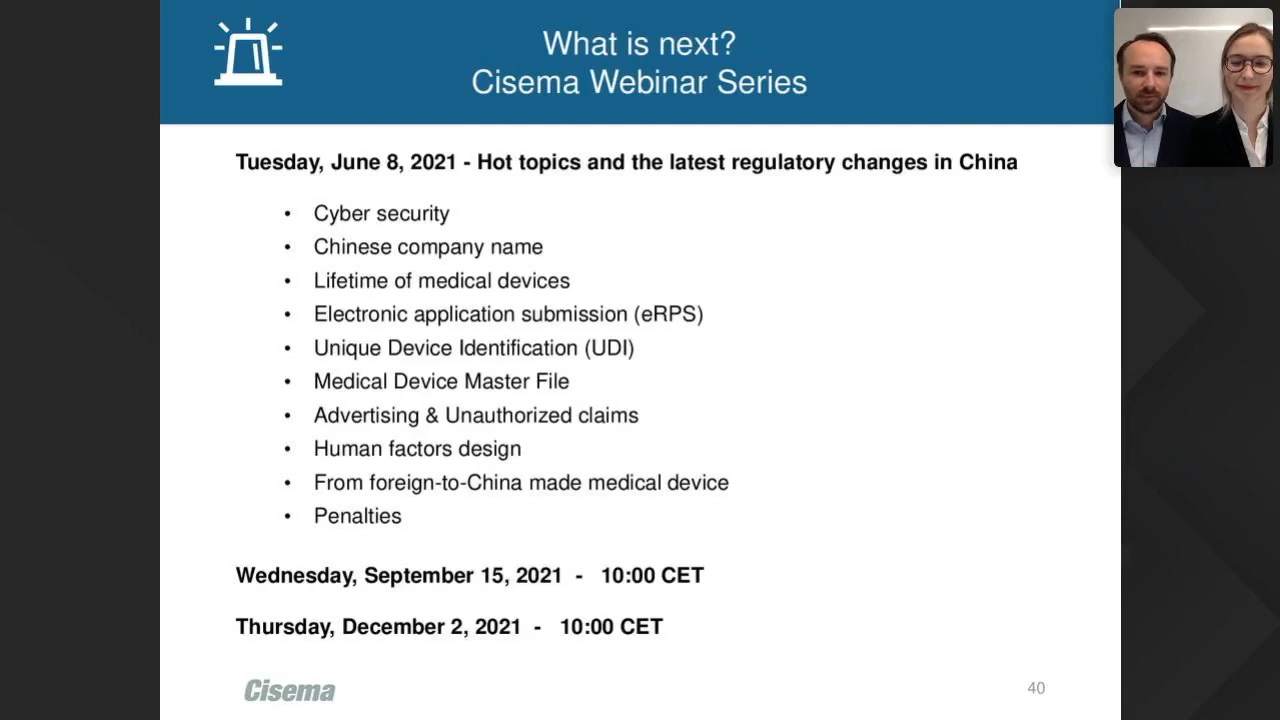 What is next?
Cisema Webinar Series
Tuesday, June 8, 2021 - Hot topics and the latest regulatory changes in China
• Cyber security
• Chinese company name
• Lifetime of medical devices
• Electronic application submission (eRPS)
• Unique Device Identification (UDI)
• Medical Device Master File
• Advertising & Unauthorized claims
• Human factors design
• From foreign-to-China made medical device
• Penalties
Wednesday, September 15, 2021 - 10:00 CET
Thursday, December 2, 2021 - 10:00 CET
Cisema
40